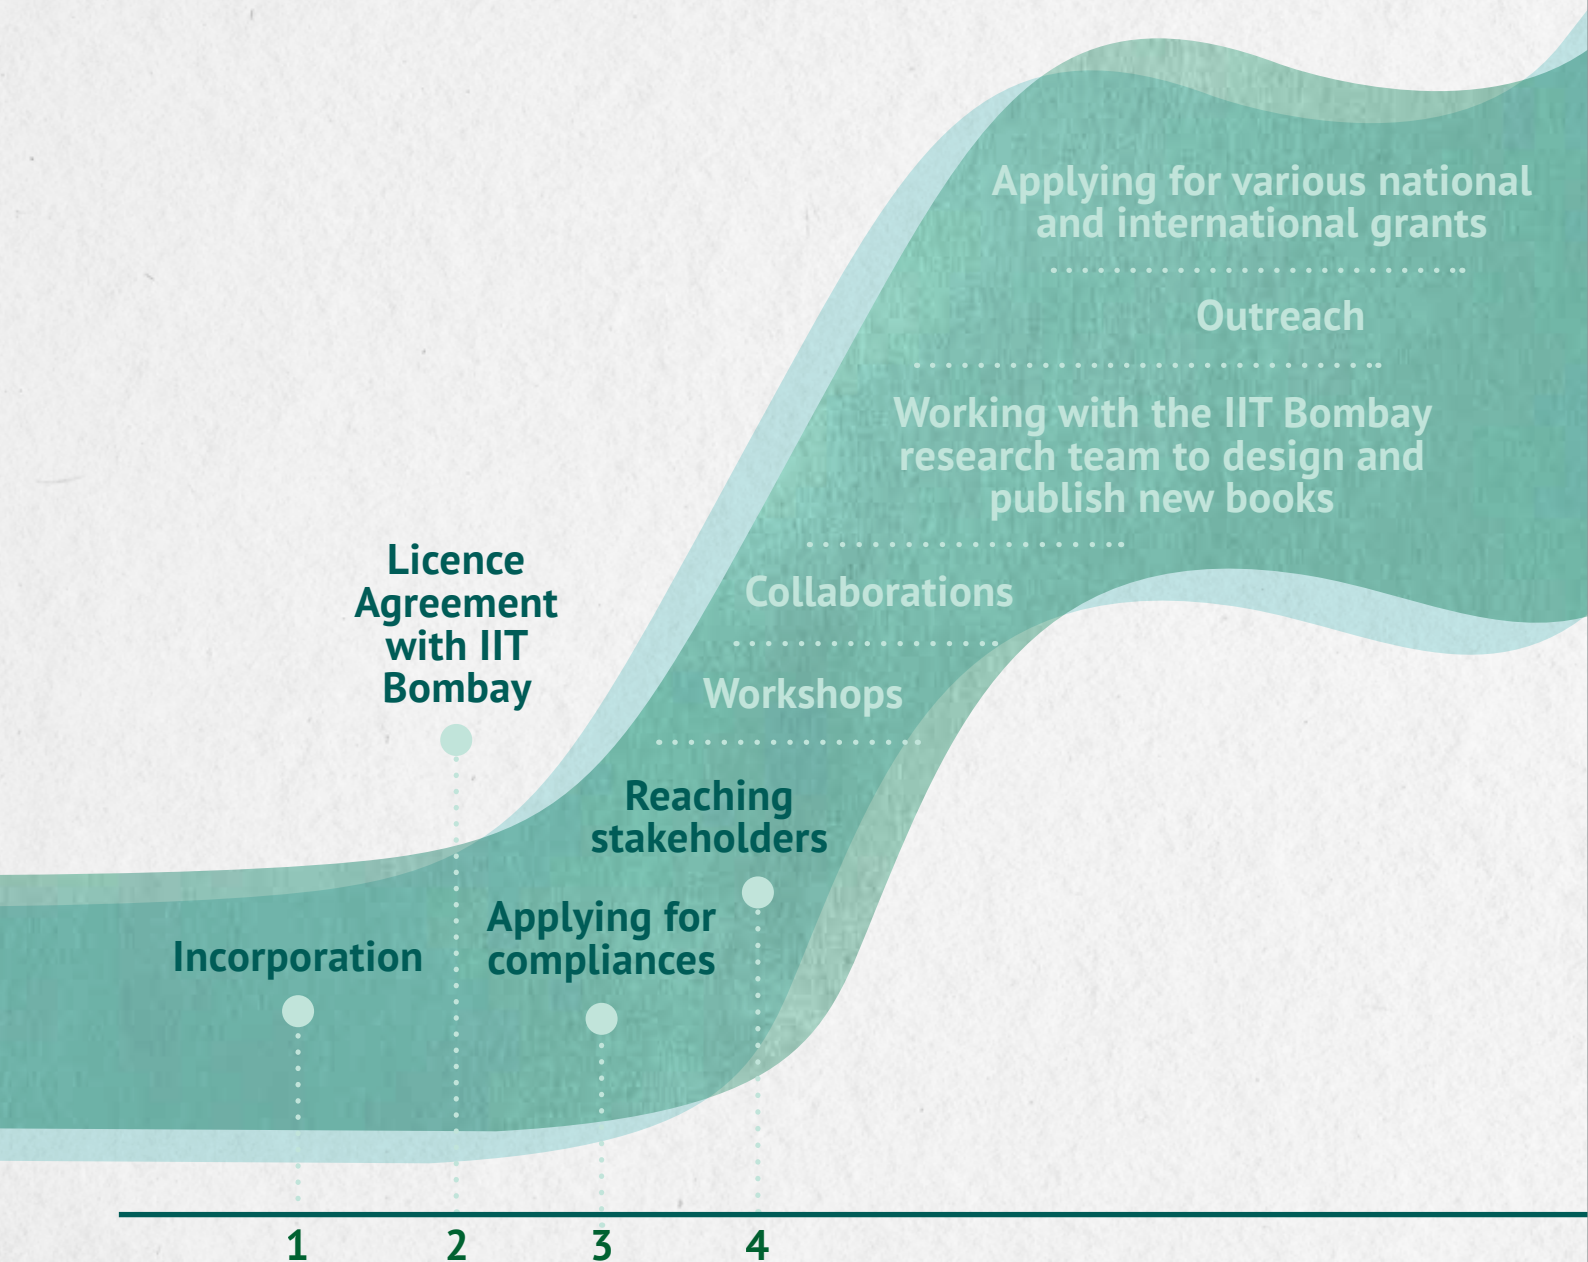 Applying for various national
and international grants
Outreach
Working with the IIT Bombay
research team to design and
publish new books
Collaborations
Workshops
Licence
Agreement
with IIT
Bombay
Reaching
stakeholders
Applying for
compliances
Incorporation
1 2 3 4